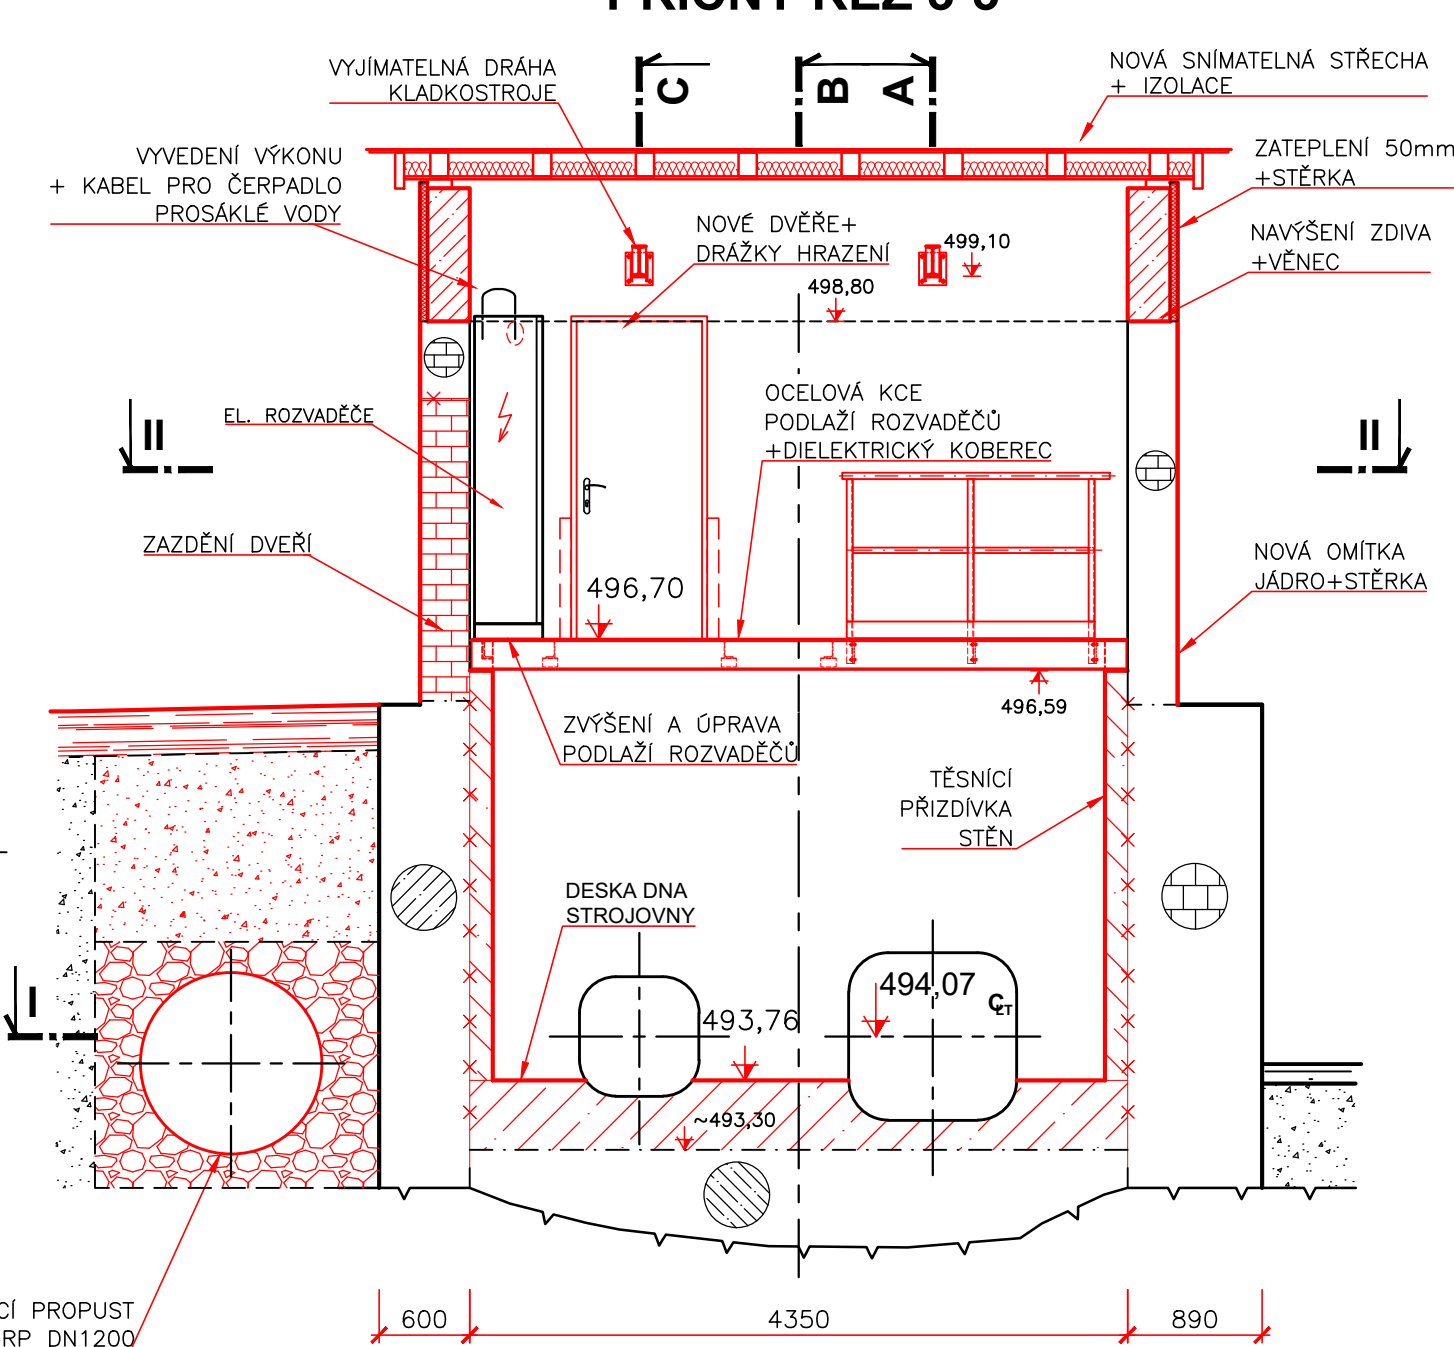 C
B
A
VYJÍMATELNÁ DRÁHA
KLADKOSTROJE
NOVÁ SNÍMATELNÁ STŘECHA
+ IZOLACE
VYVEDENÍ VÝKONU
+ KABEL PRO ČERPADLO
PROSÁKLÉ VODY
ZATEPLENÍ 50mm
+STĚRKA
NOVÉ DVĚŘE+
DRÁŽKY HRAZENÍ
499,10
498,80
NAVÝŠENÍ ZDIVA
+VĚNEC
OCELOVÁ KCE
PODLAŽÍ ROZVADĚČŮ
+DIELEKTRICKÝ KOBEREC
EL. ROZVADĚČE
II
II
ZAZDĚNÍ DVEŘÍ
NOVÁ OMÍTKA
JÁDRO+STĚRKA
496,70
496,59
ZVÝŠENÍ A ÚPRAVA
PODLAŽÍ ROZVADĚČŮ
TĚSNÍCÍ
PŘIZDÍVKA
STĚN
DESKA DNA
STROJOVNY
I
494,07
493,76
~493,30
CÍ PROPUST
RP DN1200
600
4350
890